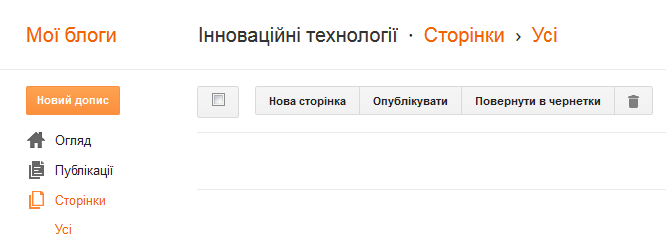 Мої блоги
Інноваційні технології · Сторінки › Усі
Новий допис
Нова сторінка Опублікувати Повернути в чернетки
Огляд
Публікації
Сторінки
Усі